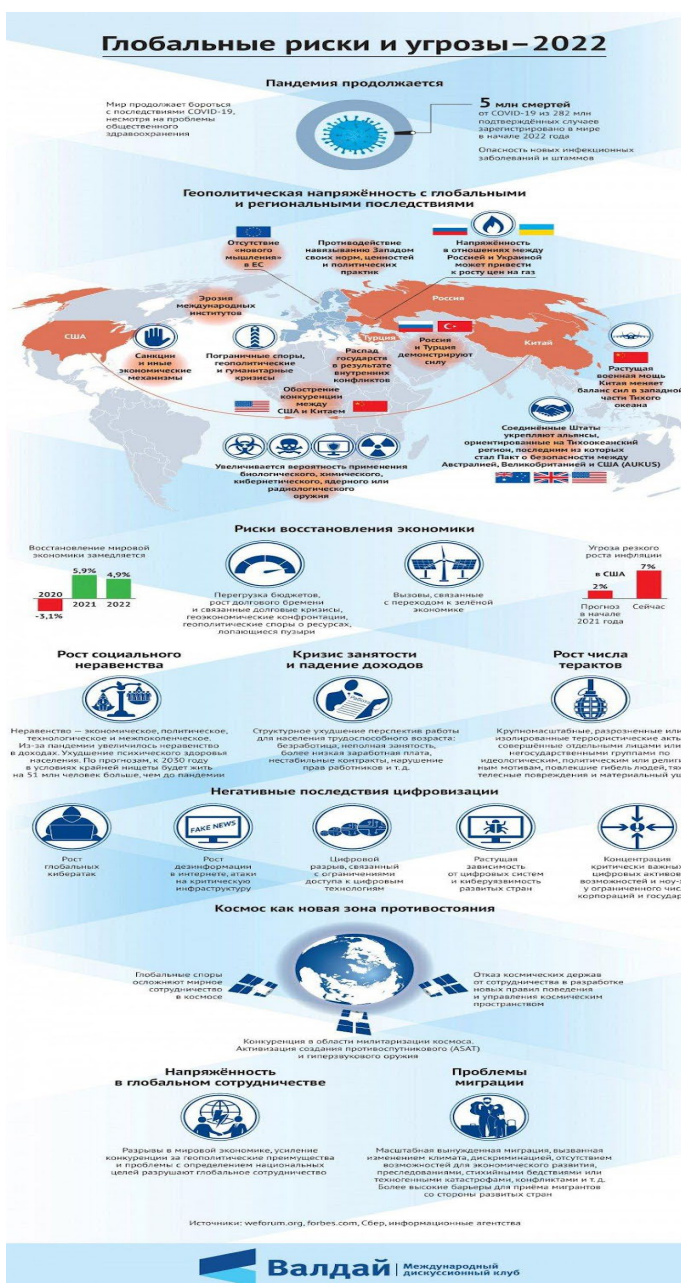 Глобальные риски и угрозы–2022
Пандемия продолжается
Мир продолжает бороться
с последствиями COVID-19,
несмотря на проблемы
общественного
здравоохранения
5 млн смертей
от COVID-19 из 282 млн
подтверждённых случаев
зарегистрировано в мире
в начале 2022 года
Опасность новых инфекционных
заболеваний и штаммов
Геополитическая напряжённость с глобальными
и региональными последствиями
Отсутствие
«нового
мышления»
в ЕС
Противодействие
навязыванию Западом
своих норм, ценностей
и политических
практик
Напряжённость
в отношениях между
Россией и Украиной
может привести
к росту цен на газ
Эрозия
международных
институтов
Россия
США
Турция
Китай
Санкции
и иные
экономические
механизмы
Пограничные споры,
геополитические
и гуманитарные
кризисы
Распад
государств
в результате
внутренних
конфликтов
Россия
и Турция
демонстрируют
силу
Растущая
военная мощь
Китая меняет
баланс сил в западной
части Тихого
океана
Обострение
конкуренции
между
США и Китаем
Соединённые Штаты
укрепляют альянсы,
ориентированные на Тихоокеанский
регион, последним из которых
стал Пакт о безопасности между
Австралией, Великобританией и США (AUKUS)
Увеличивается вероятность применения
биологического, химического,
кибернетического, ядерного или
радиологического
оружия
Риски восстановления экономики
Восстановление мировой
экономики замедляется
5,9%
4,9%
2020
2021
2022
-3,1%
Перегрузка бюджетов,
рост долгового бремени
и связанные долговые кризисы,
геоэкономические конфронтации,
геополитические споры о ресурсах,
лопающиеся пузыри
Вызовы, связанные
с переходом к зелёной
экономике
Угроза резкого
роста инфляции
в США
7%
2%
Прогноз
в начале
2021 года
Сейчас
Рост социального
неравенства
Неравенство — экономическое, политическое,
технологическое и межпоколенческое.
Из-за пандемии увеличилось неравенство
в доходах. Ухудшение психического здоровья
населения. По прогнозам, к 2030 году
в условиях крайней нищеты будет жить
на 51 млн человек больше, чем до пандемии
Кризис занятости
и падение доходов
Структурное ухудшение перспектив работы
для населения трудоспособного возраста:
безработица, неполная занятость,
более низкая заработная плата,
нестабильные контракты, нарушение
прав работников и т. д.
Рост числа
терактов
Крупномасштабные, разрозненные или
изолированные террористические акты
совершённые отдельными лицами или
негосударственными группами по
идеологическим, политическим или религи
ным мотивам, повлекшие гибель людей, тяж
телесные повреждения и материальный ущ
Негативные последствия цифровизации
Рост
глобальных
кибератак
FAKE NEWS
Рост
дезинформации
в интернете, атаки
на критическую
инфраструктуру
Цифровой
разрыв, связанный
с ограничениями
доступа к цифровым
технологиям
Растущая
зависимость
от цифровых систем
и киберуязвимость
развитых стран
Концентрация
критически важных
цифровых активов
возможностей и ноу-х
у ограниченного числ
корпораций и государ
Космос как новая зона противостояния
Глобальные споры
осложняют мирное
сотрудничество
в космосе
Отказ космических держав
от сотрудничества в разработке
новых правил поведения
и управления космическим
пространством
Конкуренция в области милитаризации космоса.
Активизация создания противоспутникового (ASAT)
и гиперзвукового оружия
Напряжённость
в глобальном сотрудничестве
Разрывы в мировой экономике, усиление
конкуренции за геополитические преимущества
и проблемы с определением национальных
целей разрушают глобальное сотрудничество
Проблемы
миграции
Масштабная вынужденная миграция, вызванная
изменением климата, дискриминацией, отсутствием
возможностей для экономического развития,
преследованиями, стихийными бедствиями или
техногенными катастрофами, конфликтами и т. д.
Более высокие барьеры для приёма мигрантов
со стороны развитых стран
Источники: weforum.org, forbes.com, Сбер, информационные агентства
Валдай
Международный
дискуссионный клуб